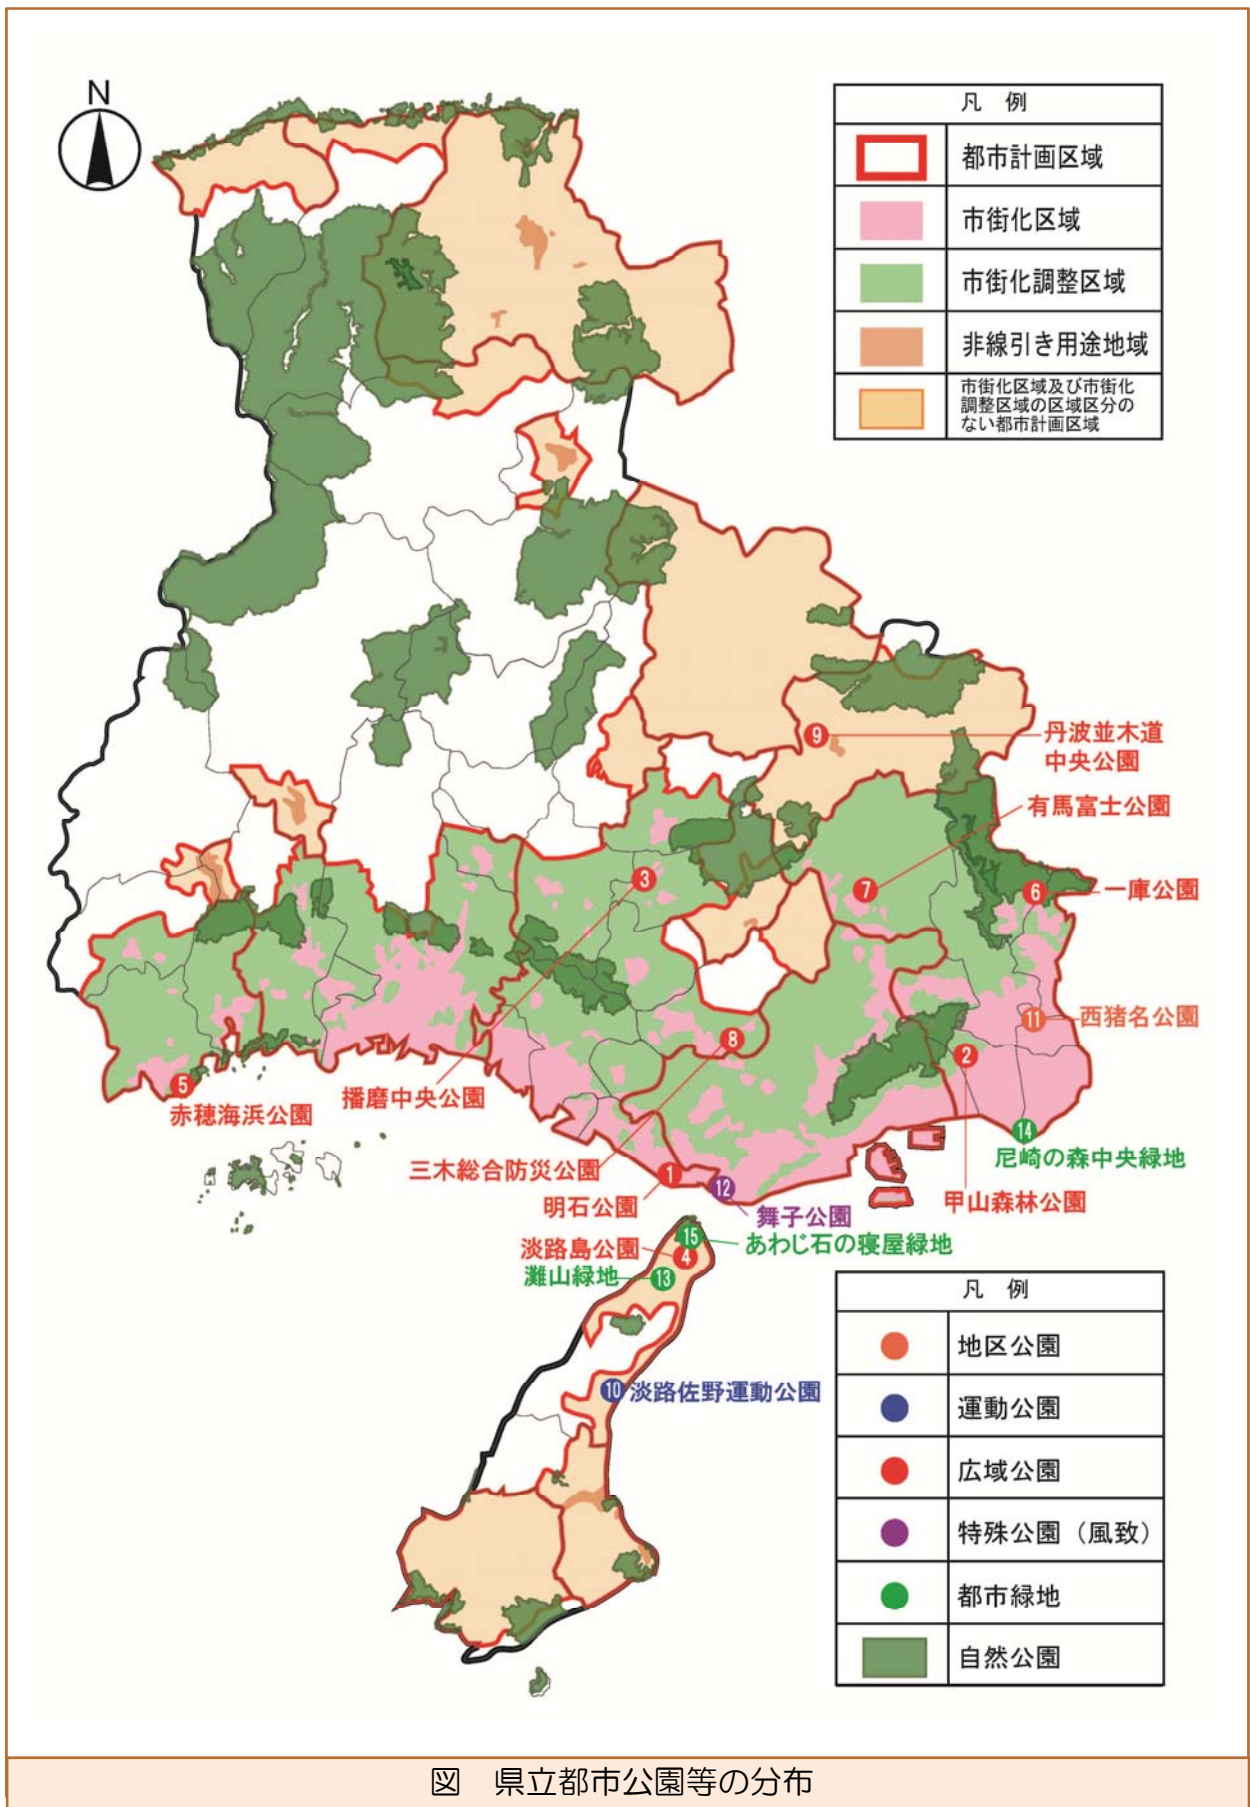 N
凡 例
都市計画区域
市街化区域
市街化調整区域
非線引き用途地域
市街化区域及び市街化
調整区域の区域区分の
ない都市計画区域
9
丹波並木道
中央公園
有馬富士公園
3
7
6
一庫公園
11
西猪名公園
8
2
5
播磨中央公園
赤穂海浜公園
14
尼崎の森中央緑地
三木総合防災公園
1
12
明石公園
甲山森林公園
舞子公園
15
あわじ石の寝屋緑地
淡路島公園
4
灘山緑地
13
10
淡路佐野運動公園
凡 例
地区公園
運動公園
広域公園
特殊公園（風致）
都市緑地
自然公園
図　県立都市公園等の分布